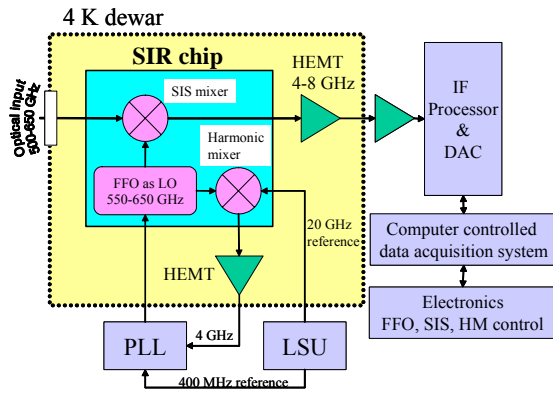 4 K dewar
SIR chip
SIS mixer
HEMT
4-8 GHz
Optical input
500-650 GHz
Harmonic
mixer
FFO as LO
550-650 GHz
20 GHz
reference
HEMT
IF
Processor
&
DAC
Computer controlled
data acquisition system
Electronics
FFO, SIS, HM control
PLL
4 GHz
LSU
400 MHz reference